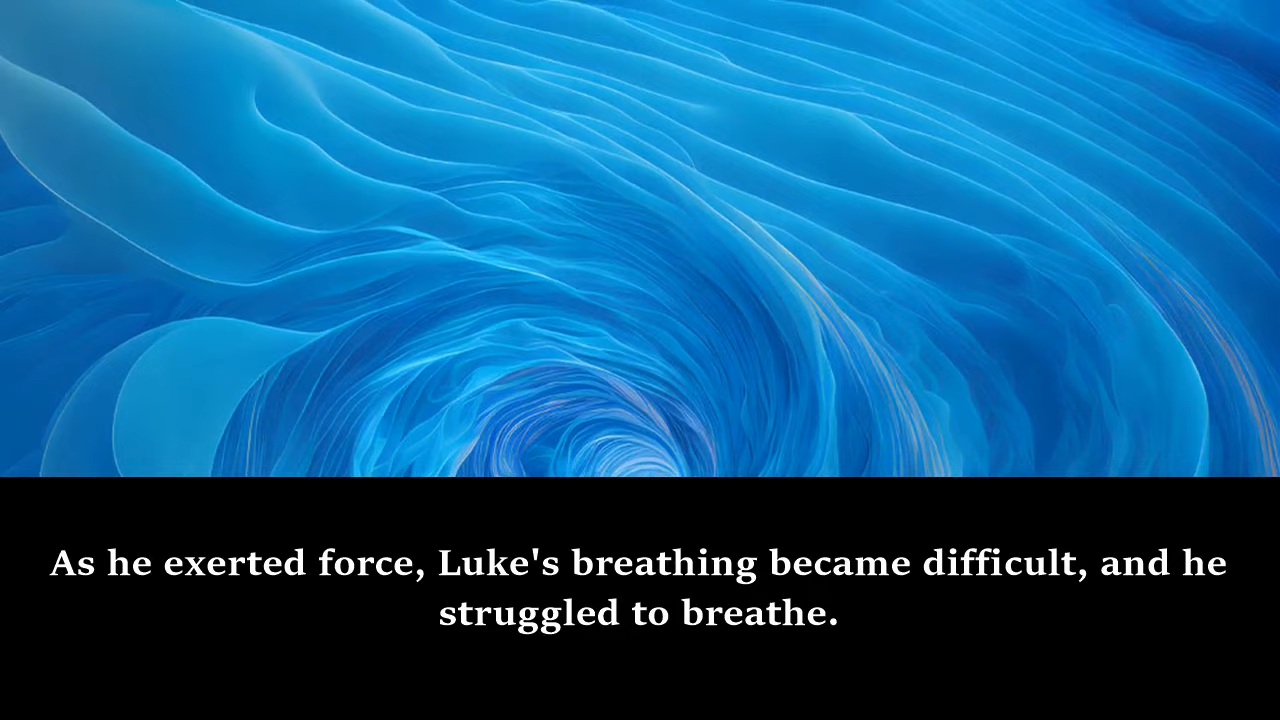 As he exerted force, Luke's breathing became difficult, and he
struggled to breathe.